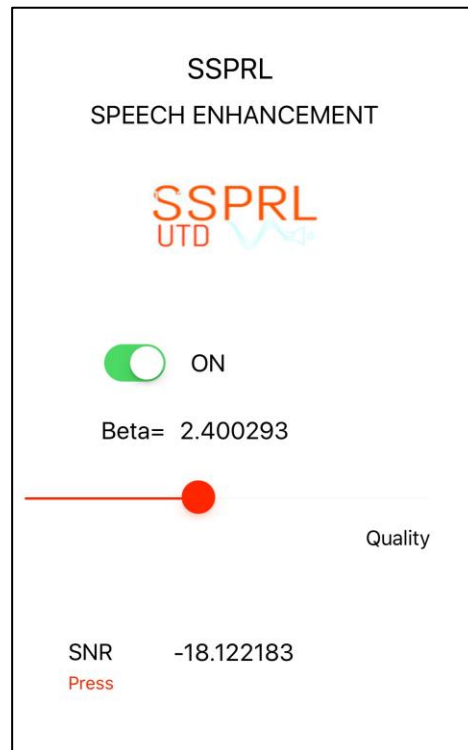 SSPRL
SPEECH ENHANCEMENT
SSPRL
UTD
ON
Beta= 2.400293
Quality
SNR -18.122183
Press